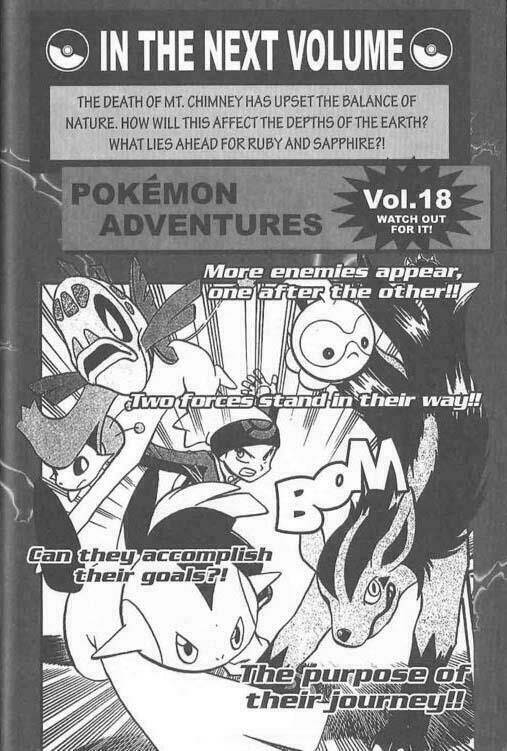 IN THE NEXT VOLUME
THE DEATH OF MT. CHIMNEY HAS UPSET THE BALANCE OF
NATURE. HOW WILL THIS AFFECT THE DEPTHS OF THE EARTH?
WHAT LIES AHEAD FOR RUBY AND SAPPHIRE?!
POKÉMON
ADVENTURES
Vol.18
WATCH OUT
FOR IT!
More enemies appear,
one after the other!!
Two forces stand in their way!!
BOM
Can they accomplish
their goals?!
The purpose of
their journey!!